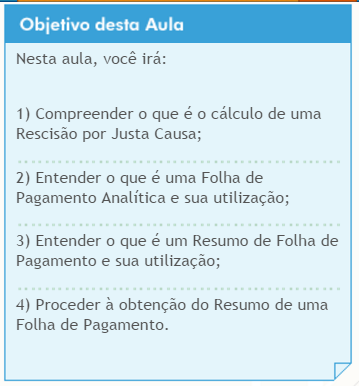 Objetivo desta Aula
Nesta aula, você irá:
1) Compreender o que é o cálculo de uma
Rescisão por Justa Causa;
2) Entender o que é uma Folha de
Pagamento Analítica e sua utilização;
3) Entender o que é um Resumo de Folha de
Pagamento e sua utilização;
4) Proceder à obtenção do Resumo de uma
Folha de Pagamento.